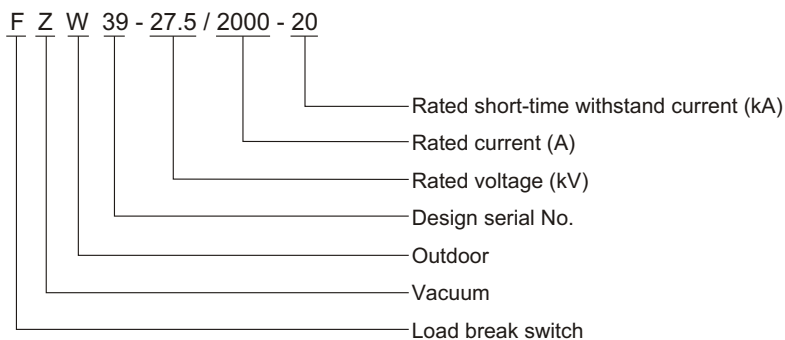 F Z W 39 - 27.5 / 2000 - 20
Rated short-time withstand current (kA)
Rated current (A)
Rated voltage (kV)
Design serial No.
Outdoor
Vacuum
Load break switch